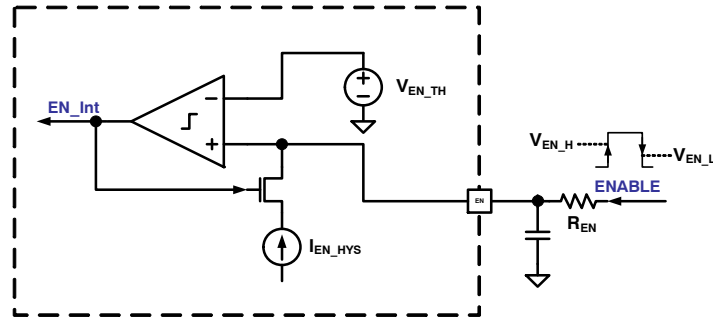 EN_Int
V_EN_TH
V_EN_H
V_EN_L
EN
ENABLE
R_EN
I_EN_HYS